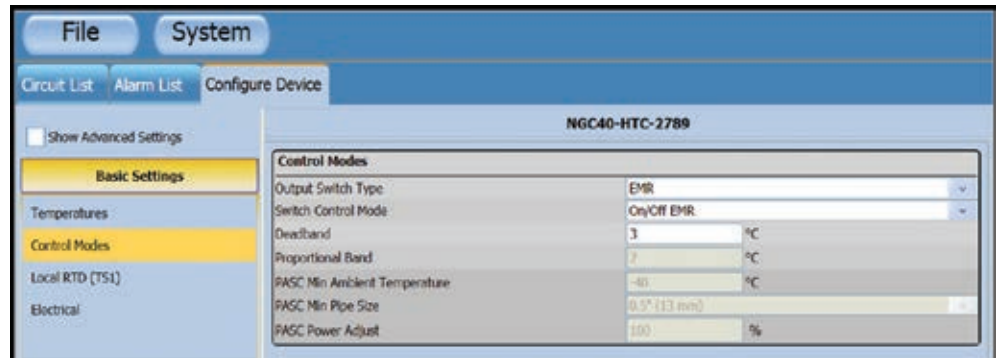 File System
Circuit List Alarm List Configure Device
Show Advanced Settings
Basic Settings
Temperatures
Control Modes
Local RTD (TS1)
Electrical
NGC40-HTC-2789
Control Modes
Output Switch Type EMR
Switch Control Mode On/Off EMR
Deadband 3 °C
Proportional Band 2 °C
PASC Min Ambient Temperature -40 °C
PASC Min Pipe Size 0.5" (13 mm)
PASC Power Adjust 100 %